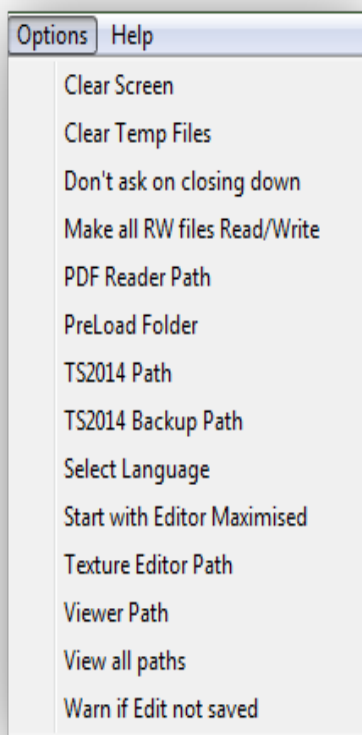 Options Help
Clear Screen
Clear Temp Files
Don't ask on closing down
Make all RW files Read/Write
PDF Reader Path
PreLoad Folder
TS2014 Path
TS2014 Backup Path
Select Language
Start with Editor Maximised
Texture Editor Path
Viewer Path
View all paths
Warn if Edit not saved